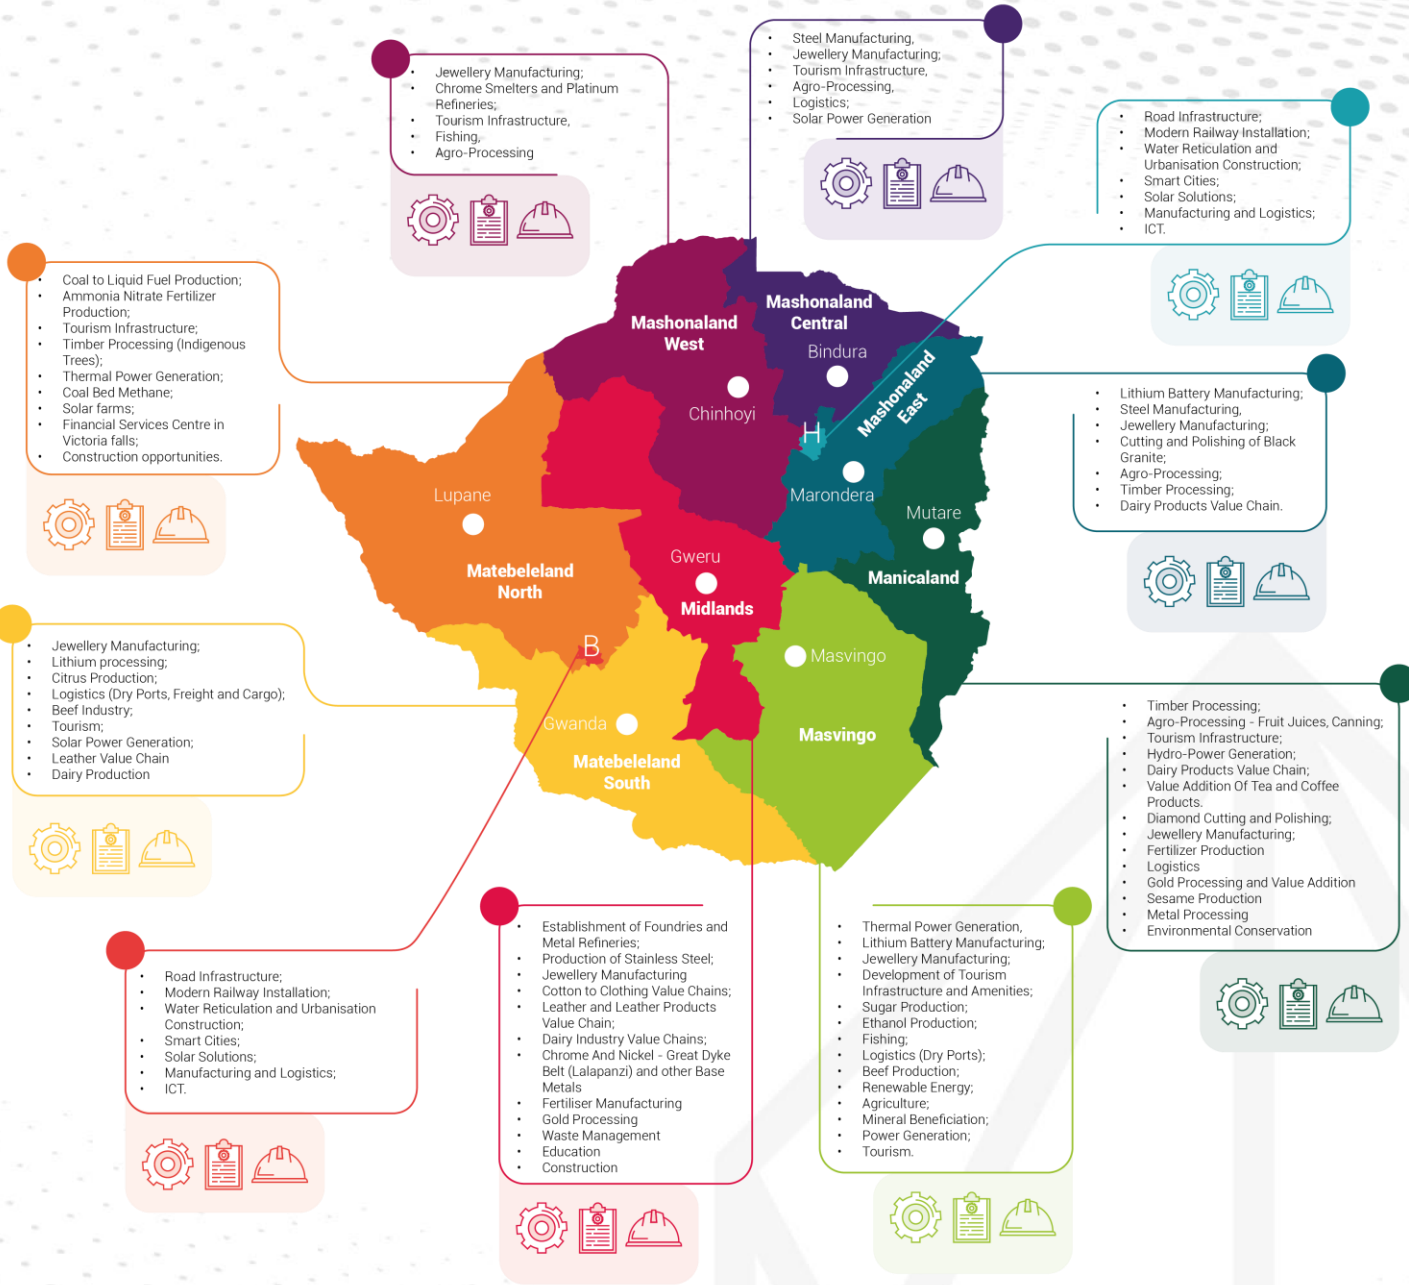 • Steel Manufacturing,
• Jewellery Manufacturing;
• Tourism Infrastructure,
• Agro-Processing,
• Logistics;
• Solar Power Generation
• Jewellery Manufacturing;
• Chrome Smelters and Platinum
Refineries;
• Tourism Infrastructure,
• Fishing,
• Agro-Processing
• Road Infrastructure;
• Modern Railway Installation;
• Water Reticulation and
Urbanisation Construction;
• Smart Cities;
• Solar Solutions;
• Manufacturing and Logistics;
• ICT.
• Coal to Liquid Fuel Production;
• Ammonia Nitrate Fertilizer
Production;
• Tourism Infrastructure;
• Timber Processing (Indigenous
Trees);
• Thermal Power Generation;
• Coal Bed Methane;
• Solar farms;
• Financial Services Centre in
Victoria falls;
• Construction opportunities.
Mashonaland
West
Chinhoyi
Mashonaland
Central
Bindura
Mashonaland
East
H
Marondera
Mutare
Manicaland
Lupane
Matebeleland
North
Gweru
Midlands
B
Masvingo
Masvingo
Gwanda
Matebeleland
South
• Lithium Battery Manufacturing;
• Steel Manufacturing,
• Jewellery Manufacturing;
• Cutting and Polishing of Black
Granite;
• Agro-Processing;
• Timber Processing;
• Dairy Products Value Chain.
• Jewellery Manufacturing;
• Lithium processing;
• Citrus Production;
• Logistics (Dry Ports, Freight and Cargo);
• Beef Industry;
• Tourism;
• Solar Power Generation;
• Leather Value Chain
• Dairy Production
• Timber Processing;
• Agro-Processing - Fruit Juices, Canning;
• Tourism Infrastructure;
• Hydro-Power Generation;
• Dairy Products Value Chain;
• Value Addition Of Tea and Coffee
Products.
• Diamond Cutting and Polishing;
• Jewellery Manufacturing;
• Fertilizer Production
• Logistics
• Gold Processing and Value Addition
• Sesame Production
• Metal Processing
• Environmental Conservation
• Road Infrastructure;
• Modern Railway Installation;
• Water Reticulation and Urbanisation
Construction;
• Smart Cities;
• Solar Solutions;
• Manufacturing and Logistics;
• ICT.
• Establishment of Foundries and
Metal Refineries;
• Production of Stainless Steel;
• Jewellery Manufacturing
• Cotton to Clothing Value Chains;
• Leather and Leather Products
Value Chain;
• Dairy Industry Value Chains;
• Chrome And Nickel - Great Dyke
Belt (Lalapanzi) and other Base
Metals
• Fertiliser Manufacturing
• Gold Processing
• Waste Management
• Education
• Construction
• Thermal Power Generation,
• Lithium Battery Manufacturing;
• Jewellery Manufacturing;
• Development of Tourism
Infrastructure and Amenities;
• Sugar Production;
• Ethanol Production;
• Fishing;
• Logistics (Dry Ports);
• Beef Production;
• Renewable Energy;
• Agriculture;
• Mineral Beneficiation;
• Power Generation;
• Tourism.